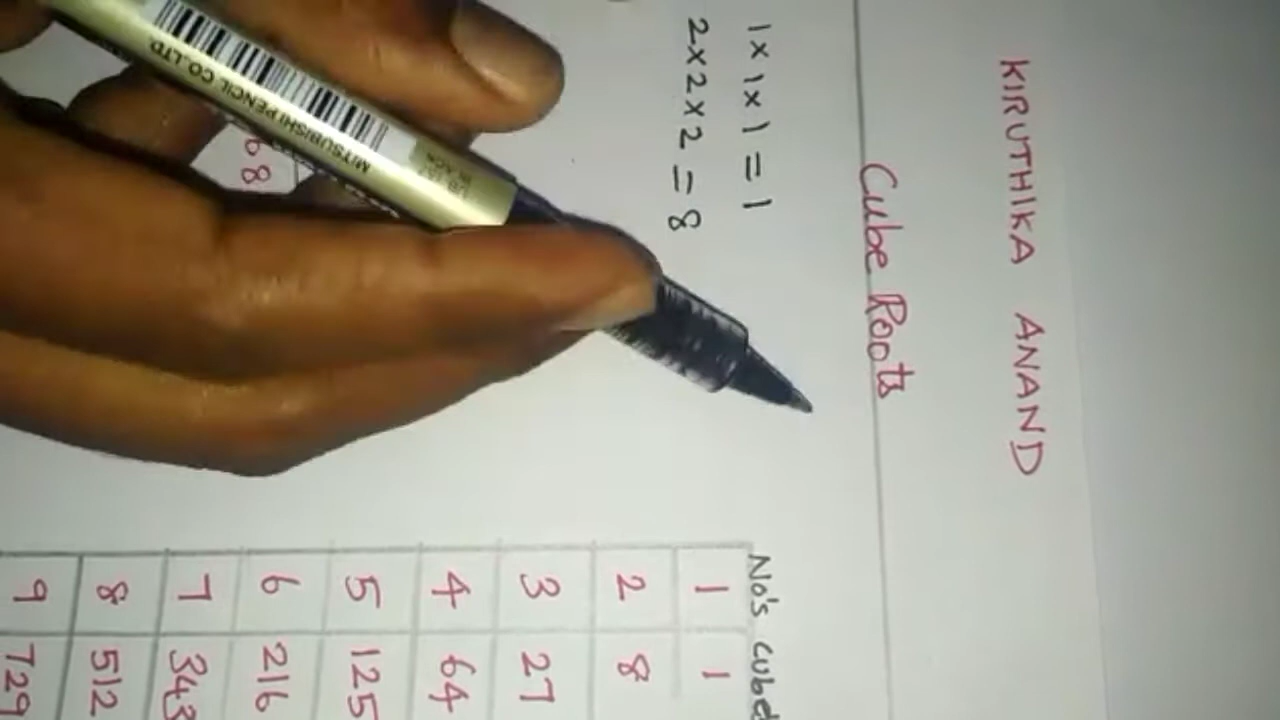 KIRUTHIKA ANAND
Cube Roots
1 x 1 x 1 = 1
2 x 2 x 2 = 8
No's cubed
1 1
2 8
3 27
4 64
5 125
6 216
7 343
8 512
9 729
68
MITSUBISHI PENCIL CO.,LTD